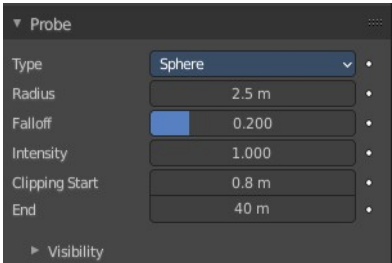 Probe
Type Sphere
Radius 2.5 m
Falloff 0.200
Intensity 1.000
Clipping Start 0.8 m
End 40 m
Visibility